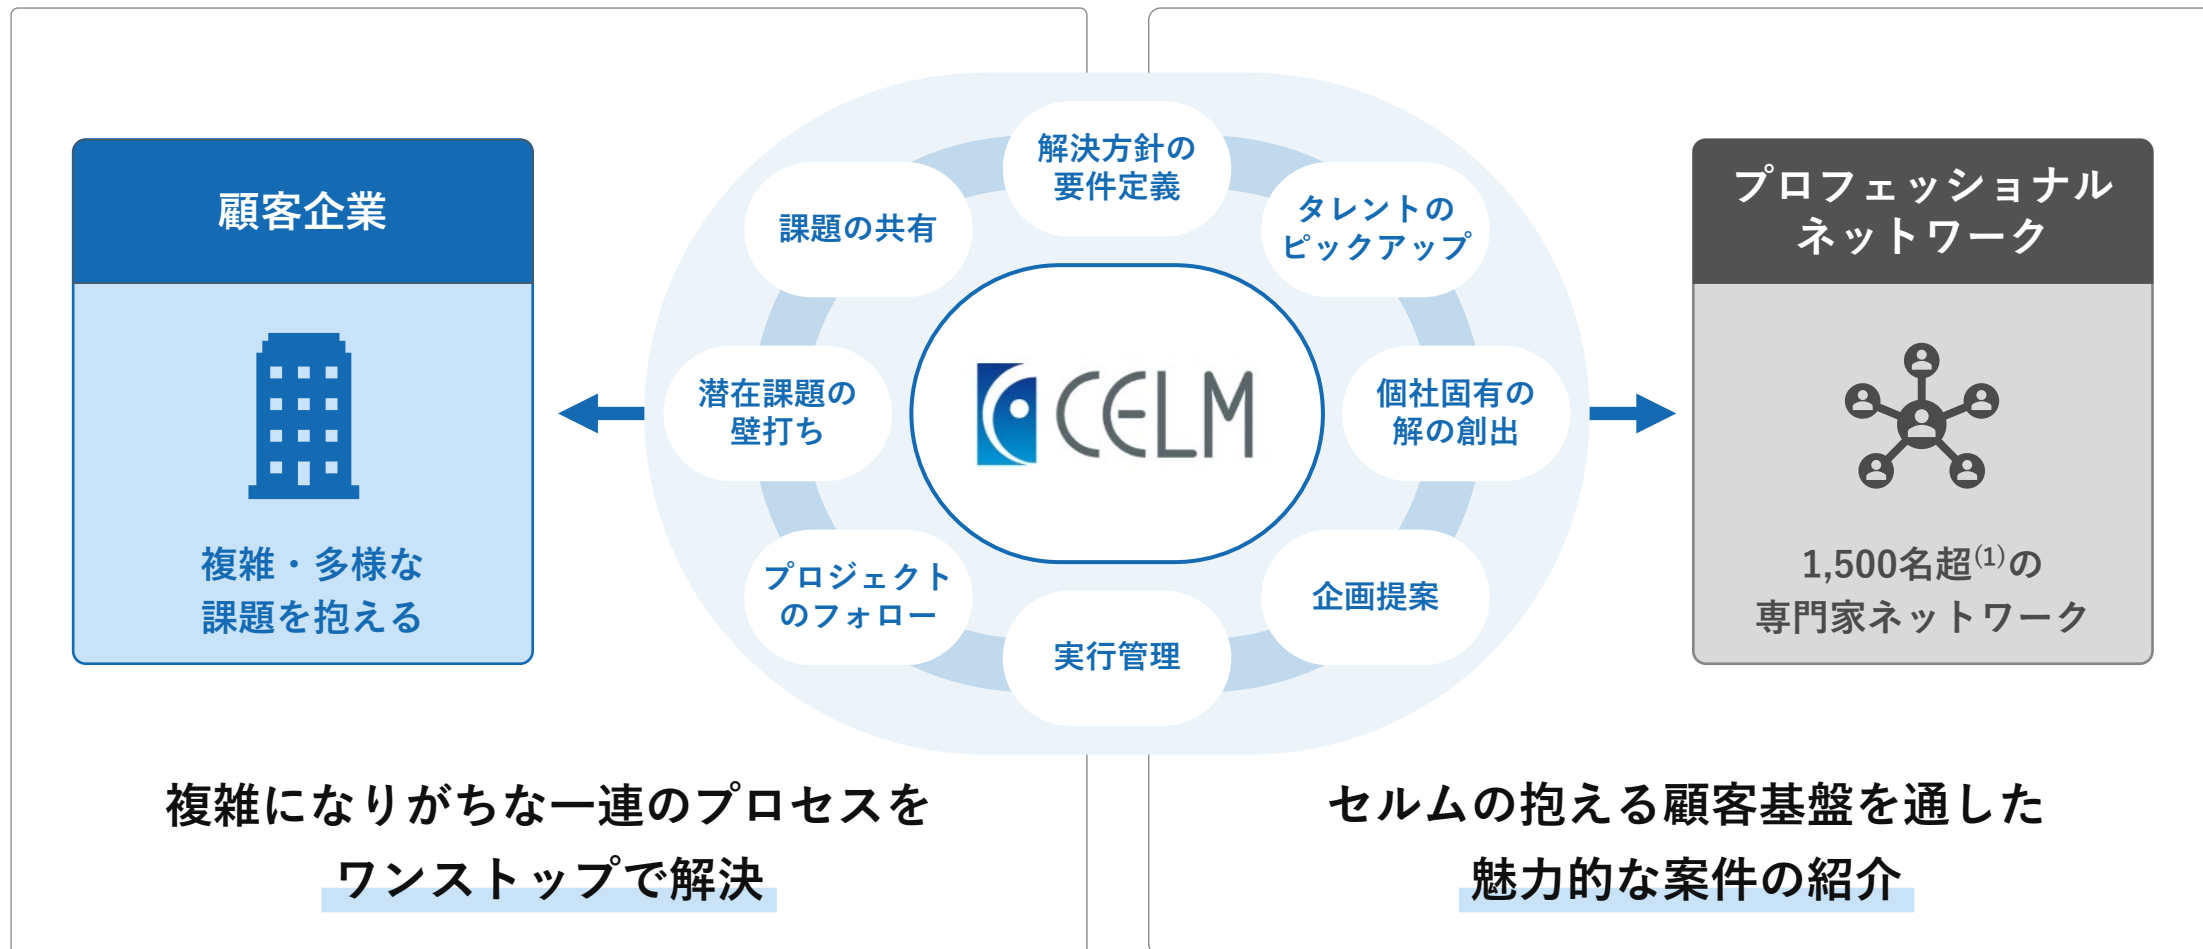 顧客企業
複雑・多様な
課題を抱える
解決方針の
要件定義
課題の共有
タレントの
ピックアップ
潜在課題の
壁打ち
CELM
個社固有の
解の創出
プロジェクト
のフォロー
企画提案
実行管理
プロフェッショナル
ネットワーク
1,500名超(1)の
専門家ネットワーク
複雑になりがちな一連のプロセスを
ワンストップで解決
セルムの抱える顧客基盤を通した
魅力的な案件の紹介